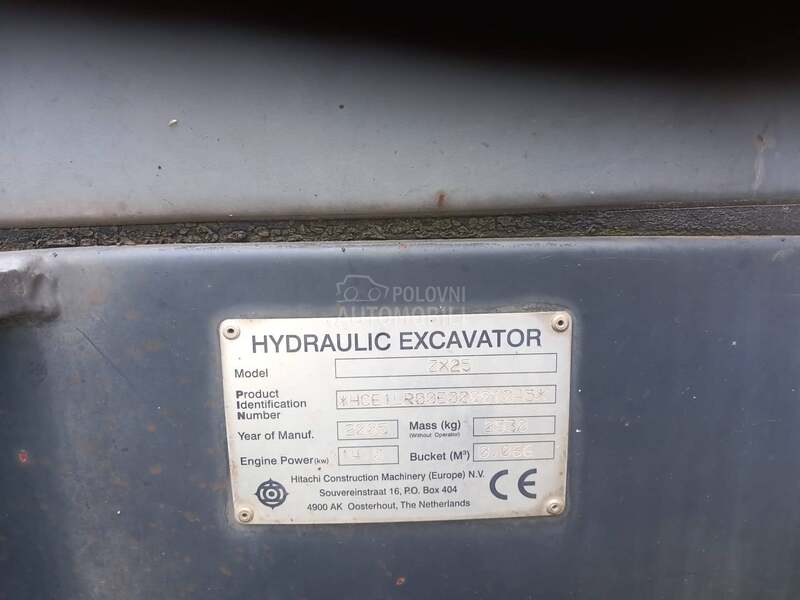 POLOVNI
AUTOMOBILI
HYDRAULIC EXCAVATOR
Model ZX25
Product
Identification
Number
Year of Manuf. 2005 Mass (kg)
(Without Operator)
Engine Power(kw) Bucket (M³)
Hitachi Construction Machinery (Europe) N.V.
Souvereinstraat 16, P.O. Box 404
4900 AK Oosterhout, The Netherlands
CE